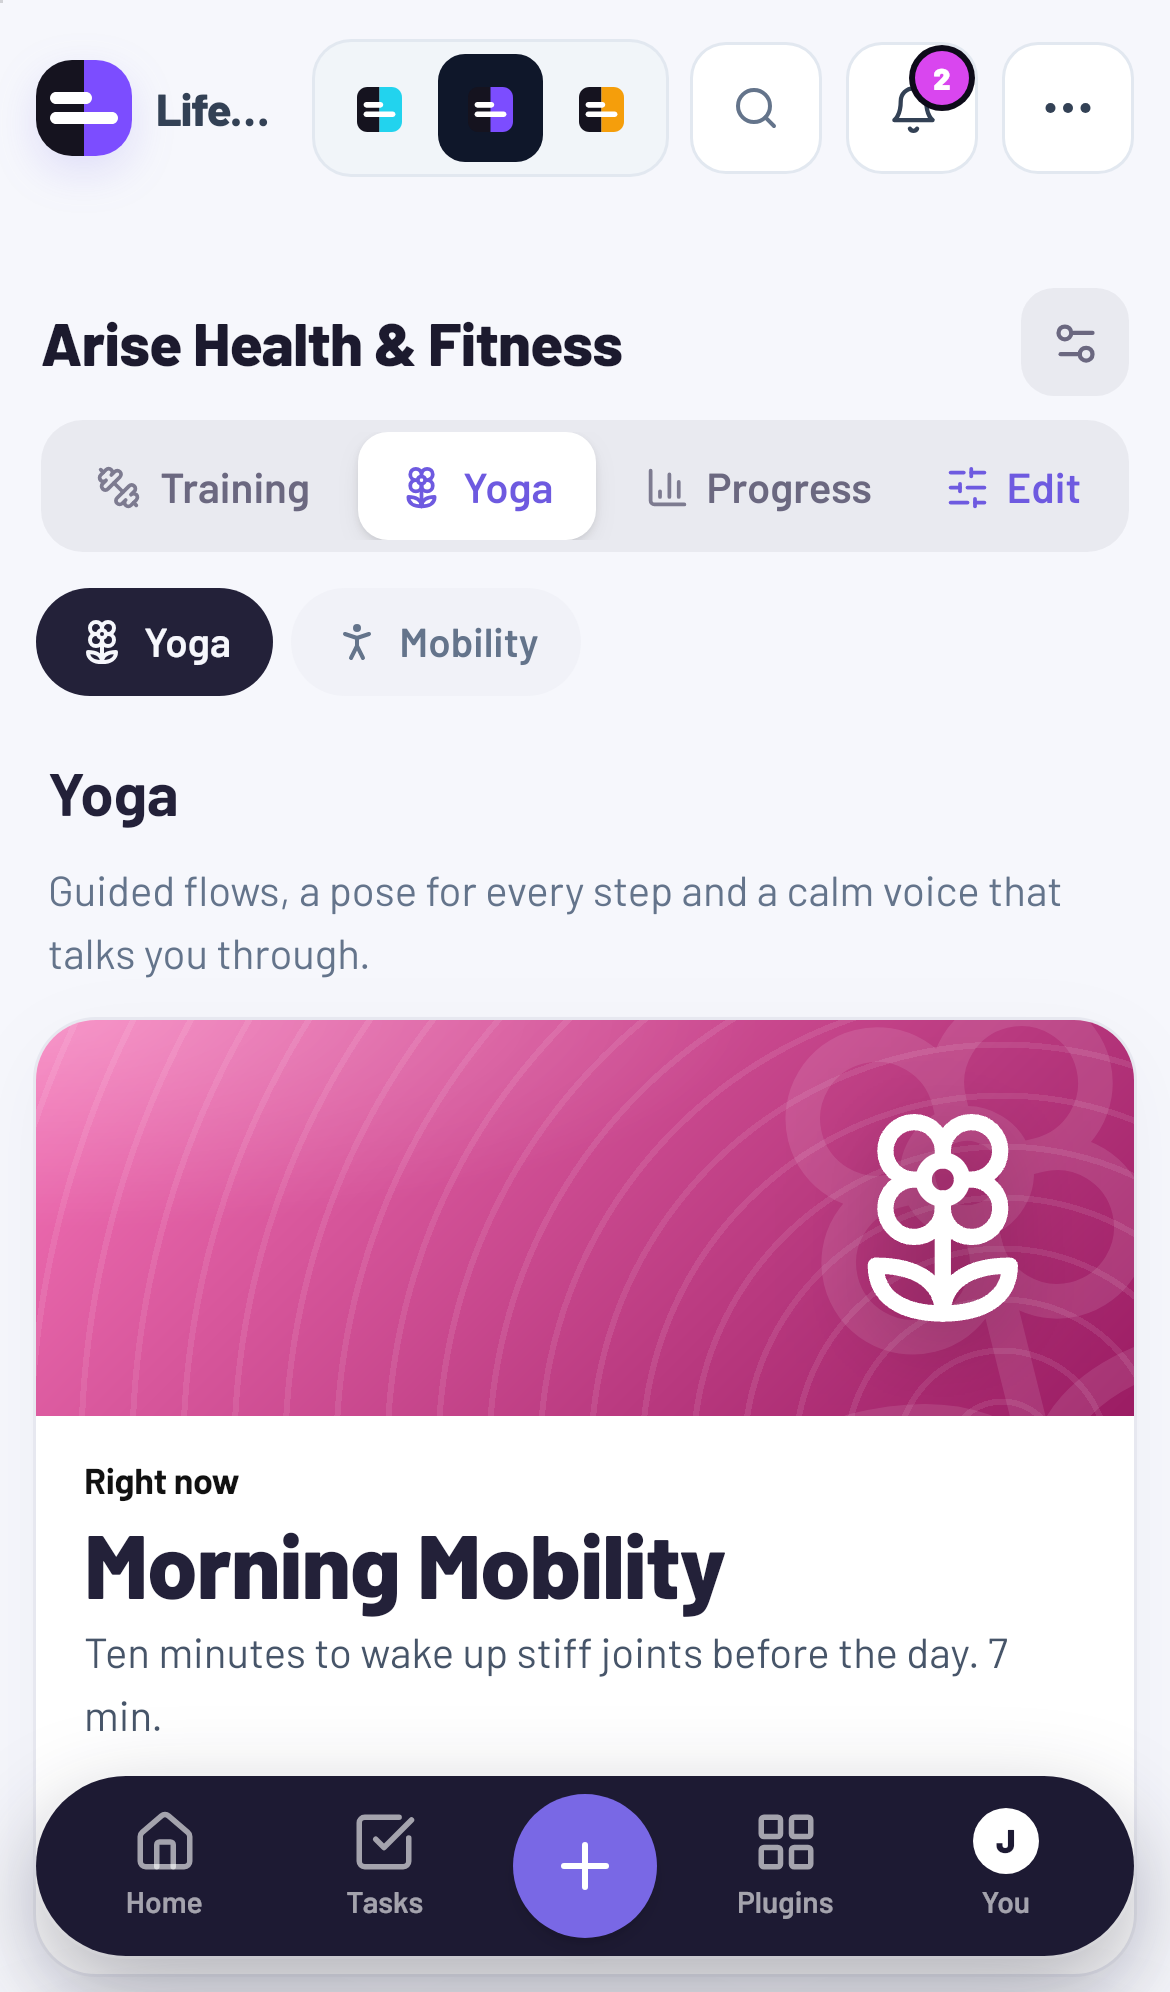 Life...
2
Arise Health & Fitness
Training
Yoga
Progress
Edit
Yoga
Mobility
Yoga
Guided flows, a pose for every step and a calm voice that
talks you through.
Right now
Morning Mobility
Ten minutes to wake up stiff joints before the day. 7
min.
Home
Tasks
Plugins
J
You